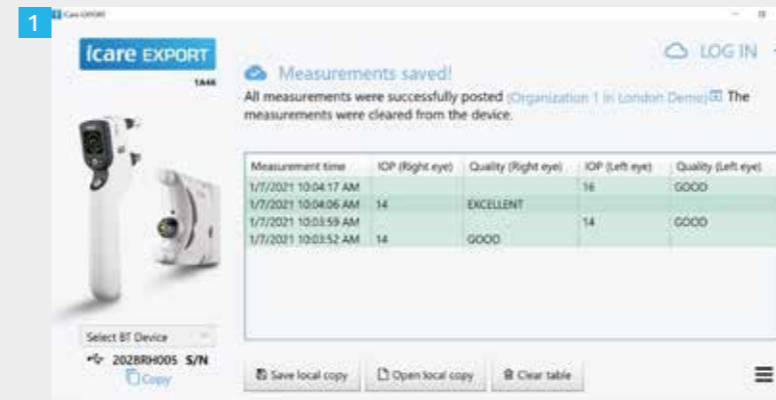 1
iCare EXPORT
icare EXPORT
1A46
LOG IN
Measurements saved!
All measurements were successfully posted (Organization 1 in London Demo) The
measurements were cleared from the device.
Measurement time IOP (Right eye) Quality (Right eye) IOP (Left eye) Quality (Left eye)
1/7/2021 10:04:17 AM 16 GOOD
1/7/2021 10:04:06 AM 14 EXCELLENT
1/7/2021 10:03:59 AM 14 GOOD
1/7/2021 10:03:52 AM 14 GOOD
Select BT Device
2028RH005 S/N
Copy
Save local copy
Open local copy
Clear table